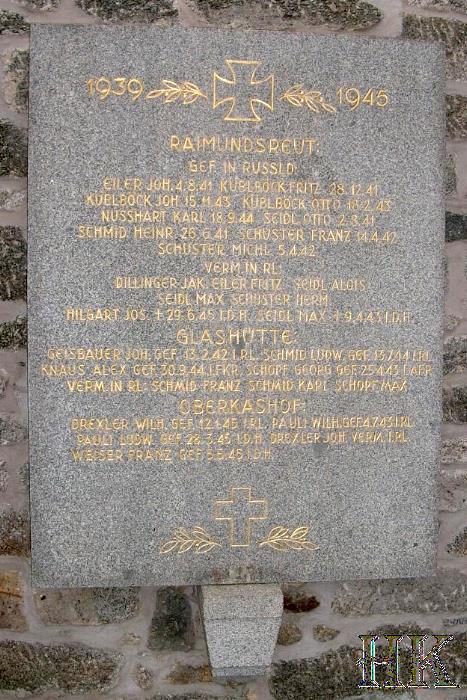 1939 1945
RAIMUNDSREUT:
GEF. IN RUSSLD:
EILER JOH. 4.8.41 KÜBLBÖCK FRITZ 28.12.41
KÜBLBÖCK JOH. 15.11.43 KÜBLBÖCK OTTO 18.2.43
NUSSHART KARL 18.9.44 SEIDL OTTO 2.8.41
SCHMID HEINR. 26.6.41 SCHUSTER FRANZ 14.4.42
SCHUSTER MICHL 5.4.42
VERM. IN RL:
DILLINGER JAK. EILER FRITZ SEIDL ALOIS
SEIDL MAX SCHUSTER HERM.
HILGART JOS. + 29.6.45 I.D.H. SEIDL MAX + 9.4.43 I.D.H.
GLASHÜTTE:
GEISBAUER JOH. GEF. 13.2.42 I.RL. SCHMID LUDW. GEF. 13.7.44 I.RL.
KNAUS ALEX GEF. 30.9.44 I.FKR. SCHOPF GEORG GEF. 25.4.43 I.AFR.
VERM. IN RL: SCHMID FRANZ SCHMID KARL SCHOPF MAX
OBERKASHOF:
DREXLER WILH. GEF. 12.1.45 I.RL. PAULI WILH. GEF. 4.7.43 I.RL.
PAULI LUDW. GEF. 28.3.45 I.D.H. DREXLER JOH. VERM. I.RL.
WEISER FRANZ GEF. 5.5.45 I.D.H.
HK